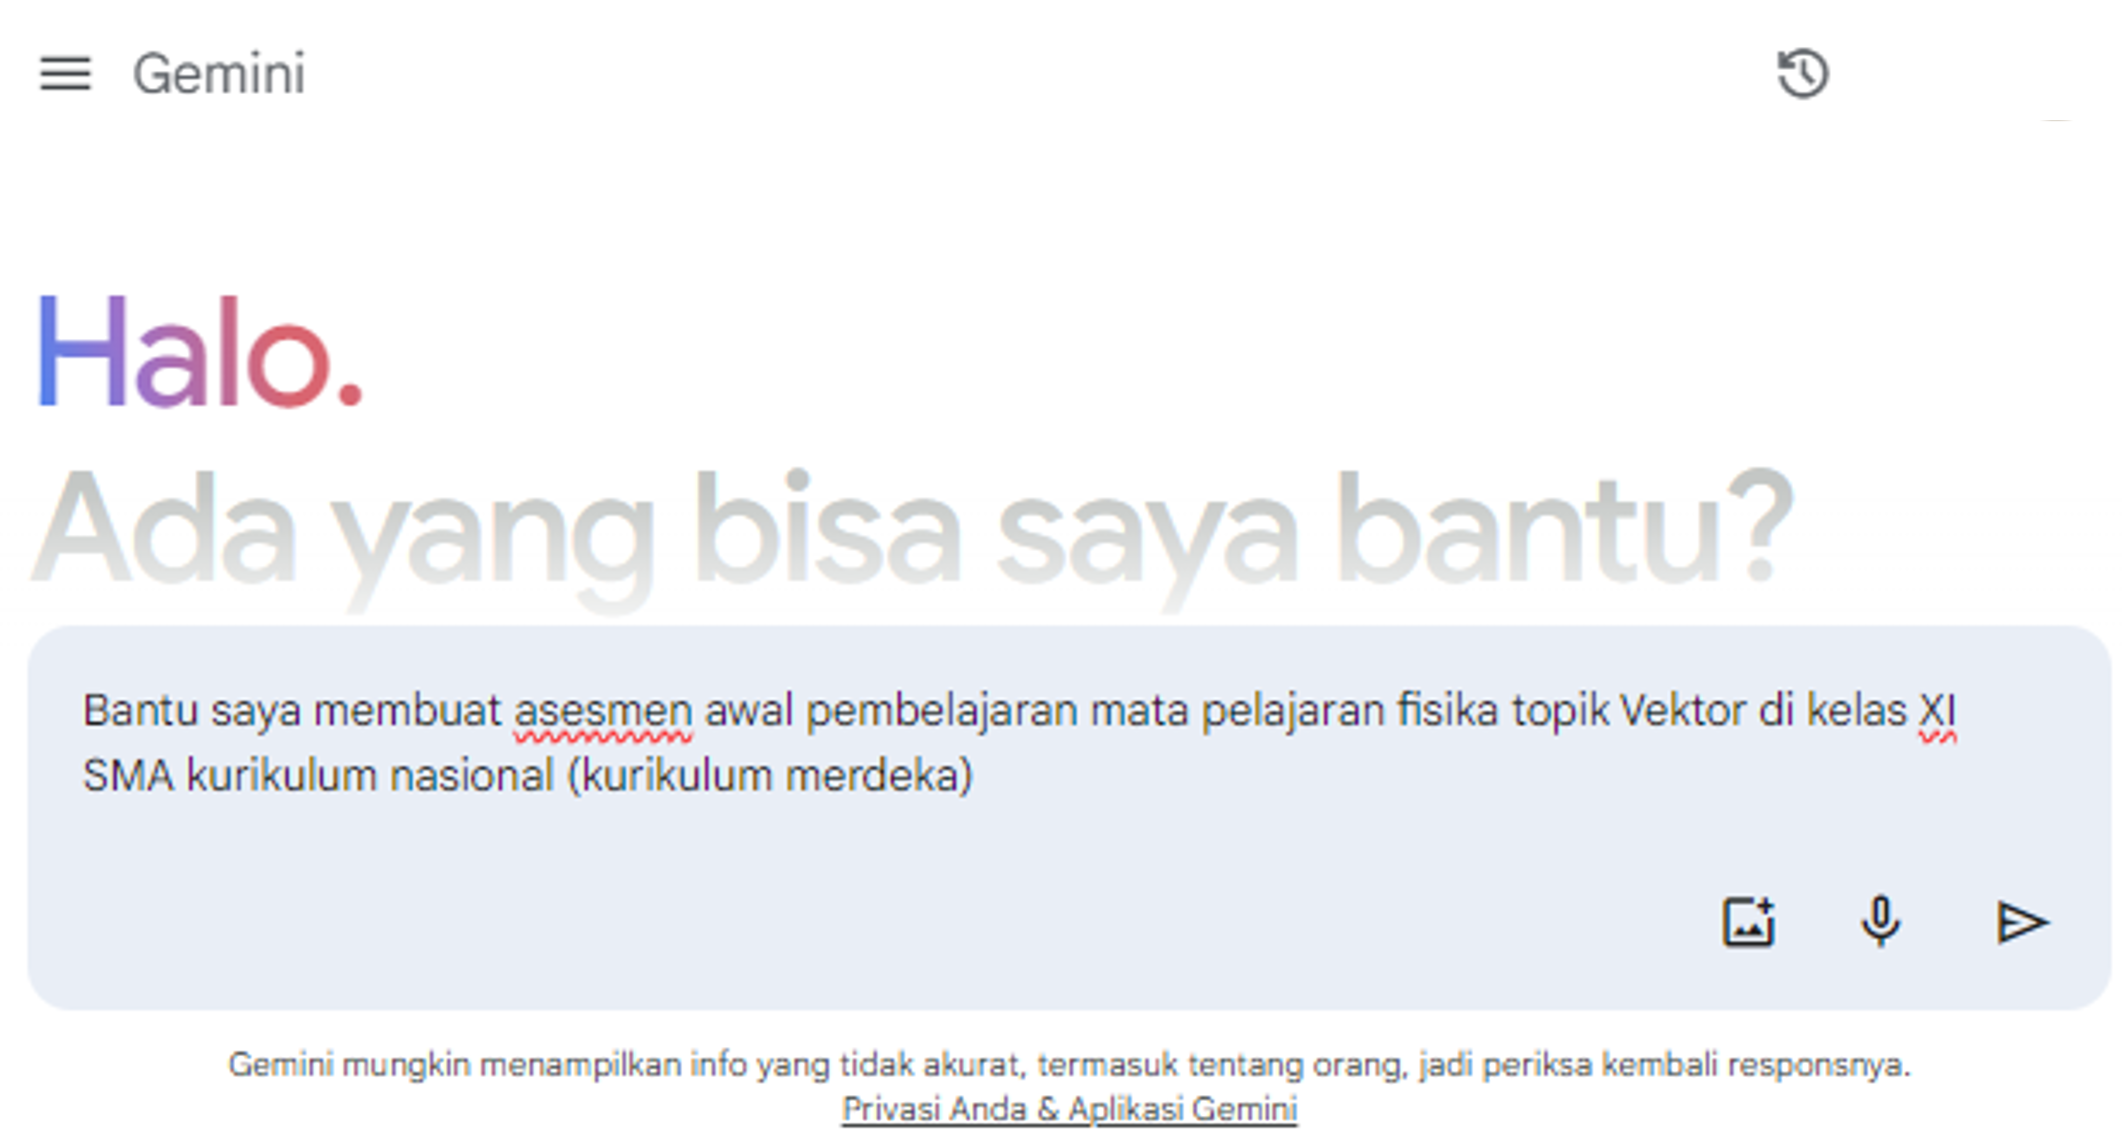 Gemini
Halo.
Ada yang bisa saya bantu?
Bantu saya membuat asesmen awal pembelajaran mata pelajaran fisika topik Vektor di kelas XI
SMA kurikulum nasional (kurikulum merdeka)
Gemini mungkin menampilkan info yang tidak akurat, termasuk tentang orang, jadi periksa kembali responsnya.
Privasi Anda & Aplikasi Gemini